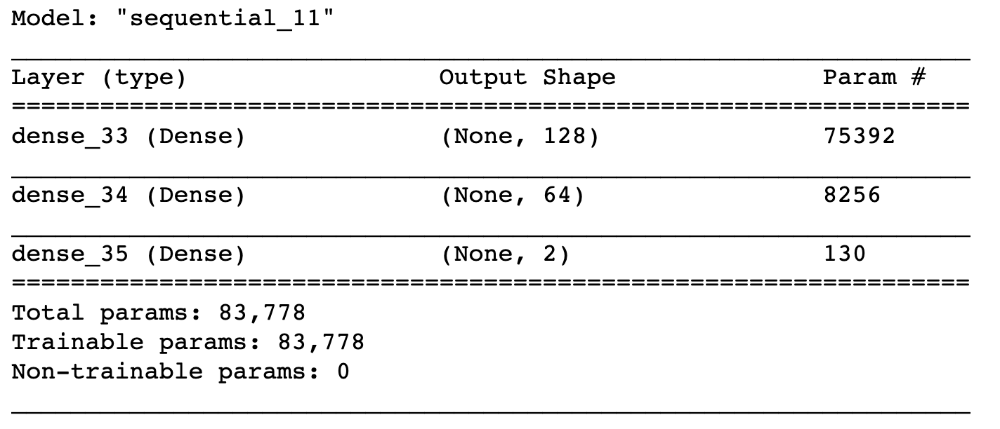 Model: "sequential_11"
_________________________________________________________________
Layer (type)                 Output Shape              Param #
=================================================================
dense_33 (Dense)             (None, 128)               75392
_________________________________________________________________
dense_34 (Dense)             (None, 64)                8256
_________________________________________________________________
dense_35 (Dense)             (None, 2)                 130
=================================================================
Total params: 83,778
Trainable params: 83,778
Non-trainable params: 0
_________________________________________________________________